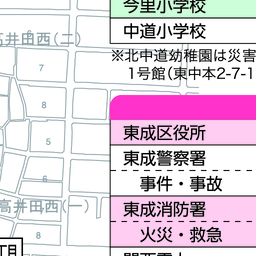 今里小学校
中道小学校
※北中道幼稚園は災害
1号館(東中本2-7-1
東成区役所
東成警察署
事件・事故
東成消防署
火災・救急
高井田西(二)
7
8
5
6
高井田西(一)
8
丁目